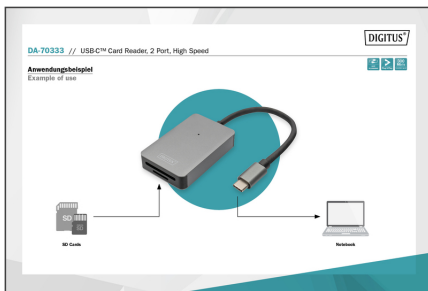 DIGITUS®
DA-70333 // USB-C™ Card Reader, 2 Port, High Speed
Anwendungsbeispiel
Example of use
DIGITUS
SD
SD Cards
Notebook